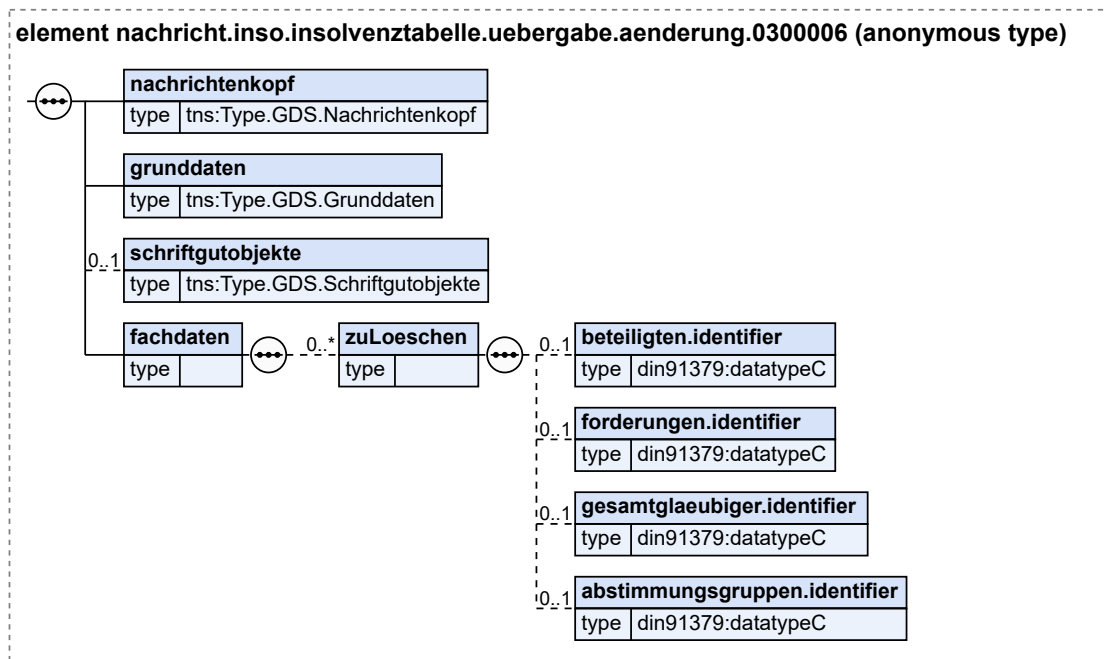 element nachricht.inso.insolvenztabelle.uebergabe.aenderung.0300006 (anonymous type)
nachrichtenkopf
type tns:Type.GDS.Nachrichtenkopf
grunddaten
type tns:Type.GDS.Grunddaten
0..1 schriftgutobjekte
type tns:Type.GDS.Schriftgutobjekte
fachdaten
type
0..* zuLoeschen
type
0..1 beteiligten.identifier
type din91379:datatypeC
0..1 forderungen.identifier
type din91379:datatypeC
0..1 gesamtglaeubiger.identifier
type din91379:datatypeC
0..1 abstimmungsgruppen.identifier
type din91379:datatypeC